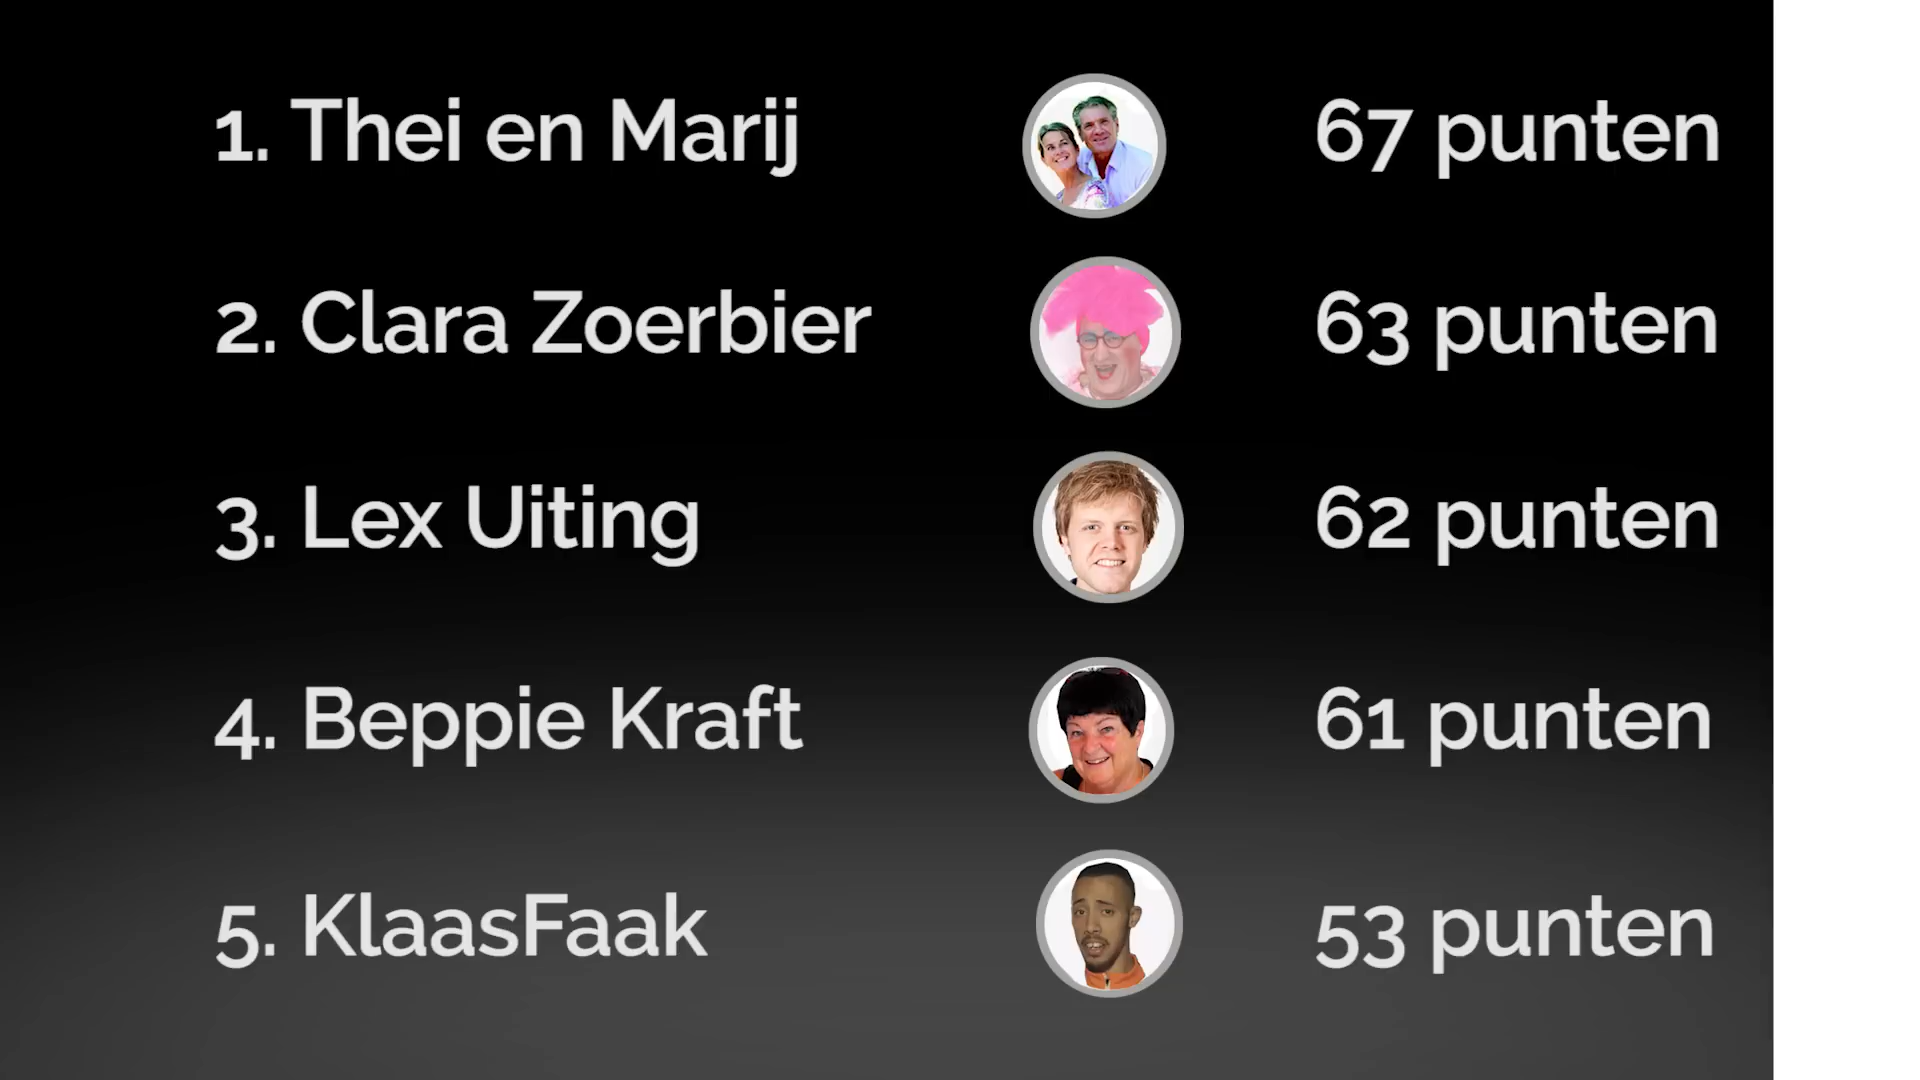 1. Thei en Marij 67 punten
2. Clara Zoerbier 63 punten
3. Lex Uiting 62 punten
4. Beppie Kraft 61 punten
5. KlaasFaak 53 punten